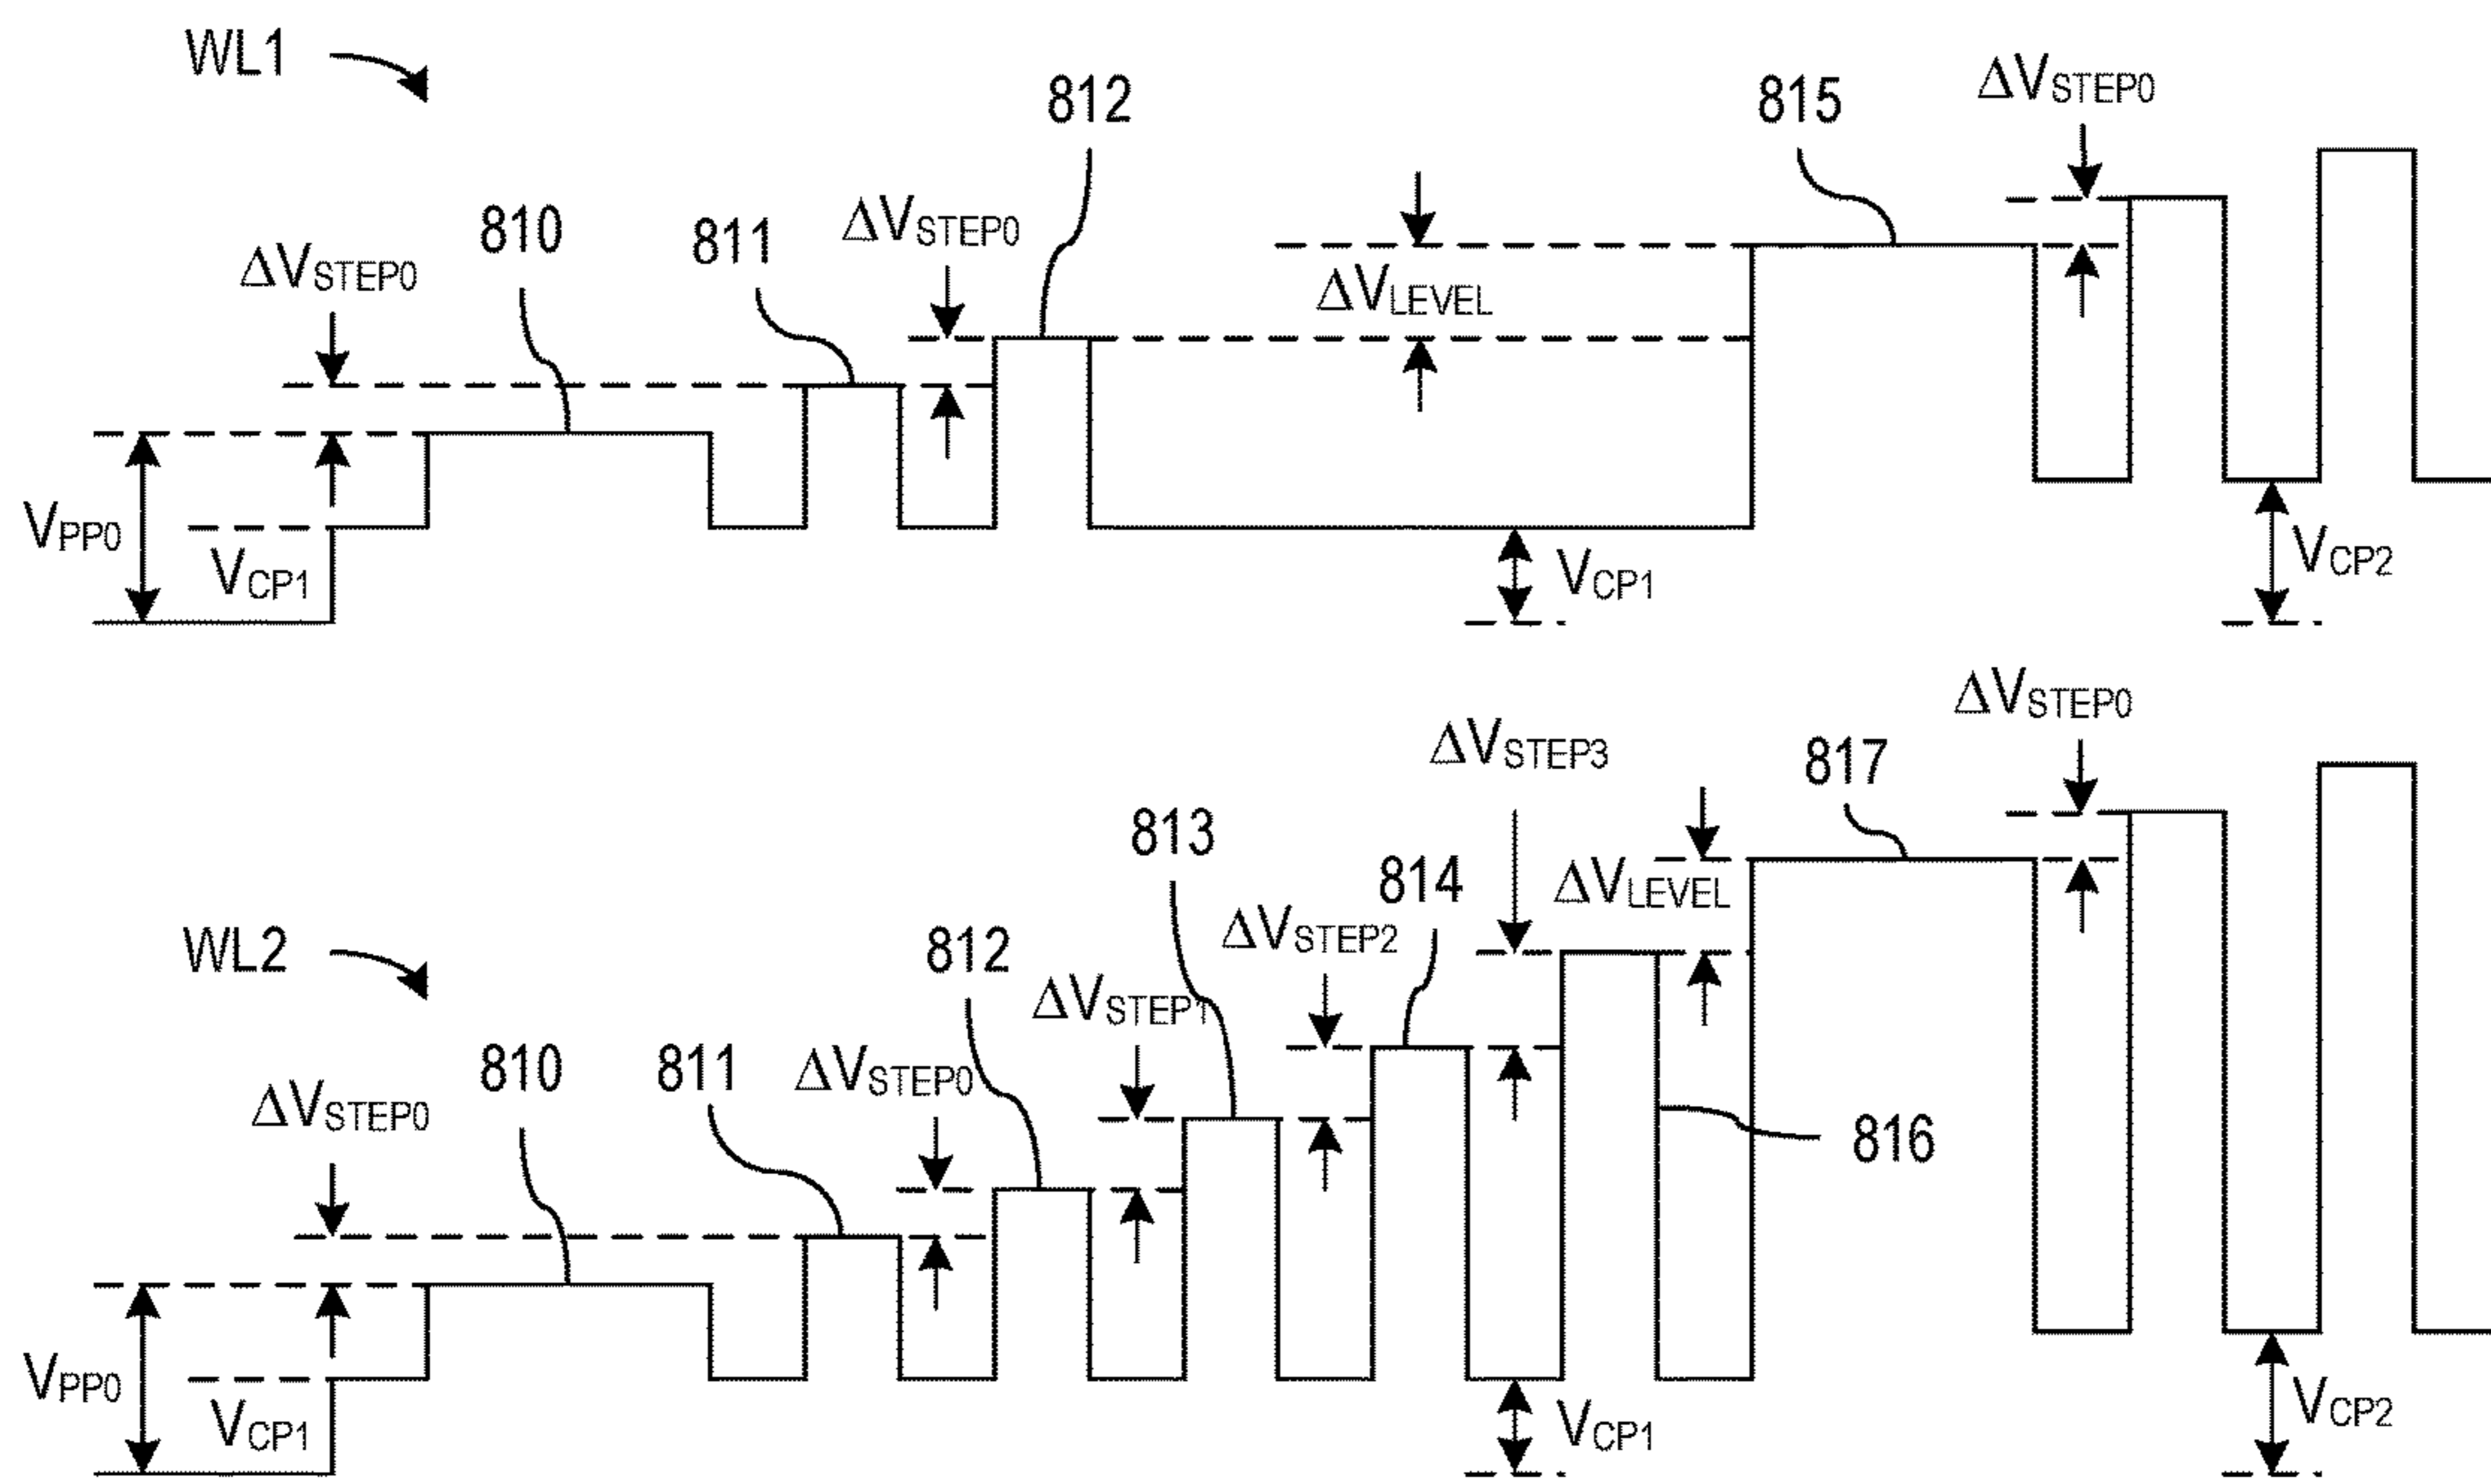 WL1
812
815
ΔVSTEP0
810
811
ΔVSTEP0
ΔVSTEP0
ΔVLEVEL
VPP0
VCP1
VCP1
VCP2
ΔVSTEP0
ΔVSTEP3
817
813
814
ΔVLEVEL
WL2
812
ΔVSTEP2
ΔVSTEP1
810
811
ΔVSTEP0
ΔVSTEP0
816
VPP0
VCP1
VCP1
VCP2